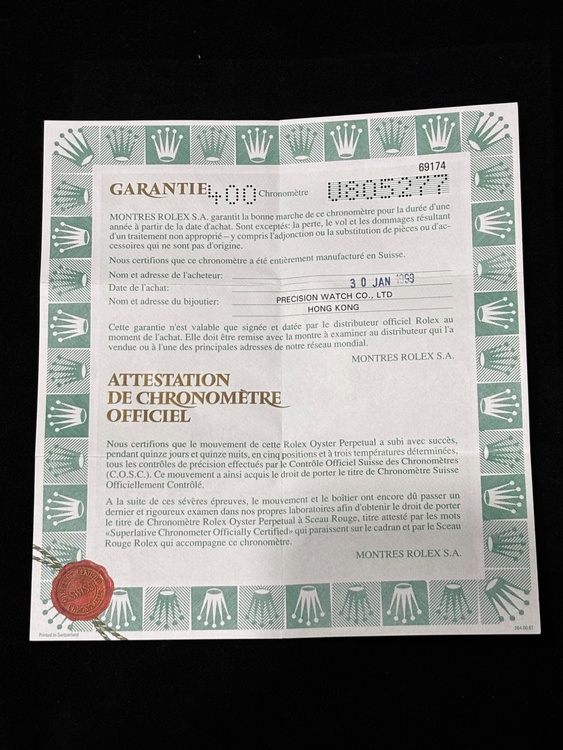 69174
GARANTIE 400 Chronomètre U805277
MONTRES ROLEX S.A. garantit la bonne marche de ce chronomètre pour la durée d'une
année à partir de la date d'achat. Sont exceptés: la perte, le vol et les dommages résultant
d'un traitement non approprié – y compris l'adjonction ou la substitution de pièces ou d'ac-
cessoires qui ne sont pas d'origine.
Nous certifions que ce chronomètre a été entièrement manufacturé en Suisse.
Nom et adresse de l'acheteur:
Date de l'achat: 30 JAN 1993
Nom et adresse du bijoutier: PRECISION WATCH CO., LTD
HONG KONG
Cette garantie n'est valable que signée et datée par le distributeur officiel Rolex au
moment de l'achat. Elle doit être remise avec la montre à examiner au distributeur qui l'a
vendue ou à l'une des principales adresses de notre réseau mondial.
MONTRES ROLEX S.A.
ATTESTATION
DE CHRONOMÈTRE
OFFICIEL
Nous certifions que le mouvement de cette Rolex Oyster Perpetual a subi avec succès,
pendant quinze jours et quinze nuits, en cinq positions et à trois températures déterminées,
tous les contrôles de précision effectués par le Contrôle Officiel Suisse des Chronomètres
(C.O.S.C.). Ce mouvement a ainsi acquis le droit de porter le titre de Chronomètre Suisse
Officiellement Contrôlé.
A la suite de ces sévères épreuves, le mouvement et le boîtier ont encore dû passer un
dernier et rigoureux examen dans nos propres laboratoires afin d'obtenir le droit de porter
le titre de Chronomètre Rolex Oyster Perpetual à Sceau Rouge, titre attesté par les mots
«Superlative Chronometer Officially Certified» qui paraissent sur le cadran et par le Sceau
Rouge Rolex qui accompagne ce chronomètre.
MONTRES ROLEX S.A.
Printed in Switzerland